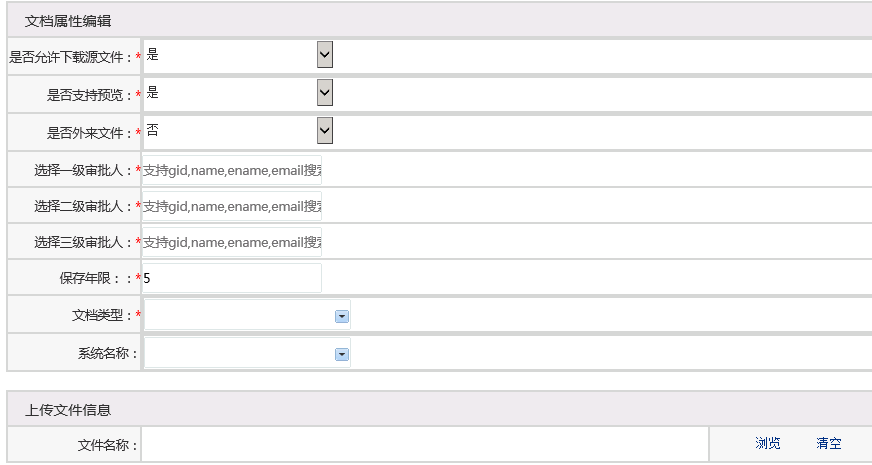 文档属性编辑
是否允许下载源文件：* 是
是否支持预览：* 是
是否外来文件：* 否
选择一级审批人：* 支持gid,name,ename,email搜
选择二级审批人：* 支持gid,name,ename,email搜
选择三级审批人：* 支持gid,name,ename,email搜
保存年限：：* 5
文档类型：*
系统名称：
上传文件信息
文件名称： 浏览 清空